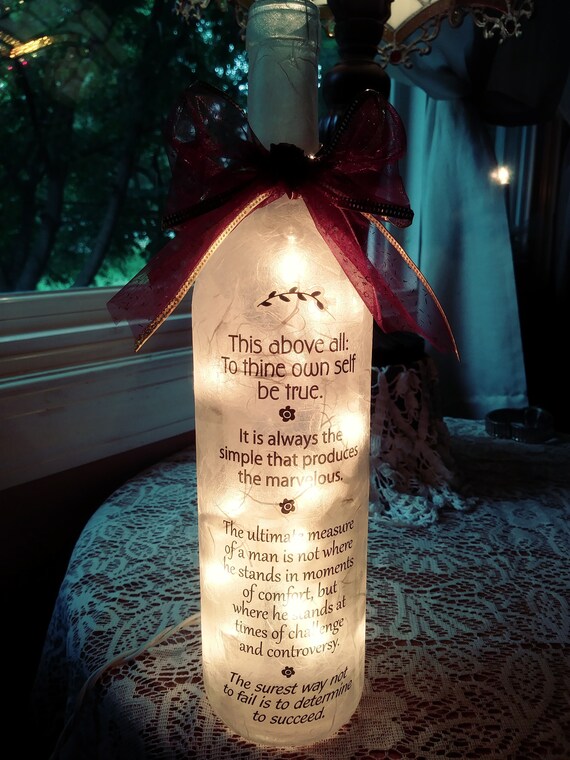 This above all:
To thine own self
be true.
It is always the
simple that produces
the marvelous.
The ultimate measure
of a man is not where
he stands in moments
of comfort, but
where he stands at
times of challenge
and controversy.
The surest way not
to fail is to determine
to succeed.